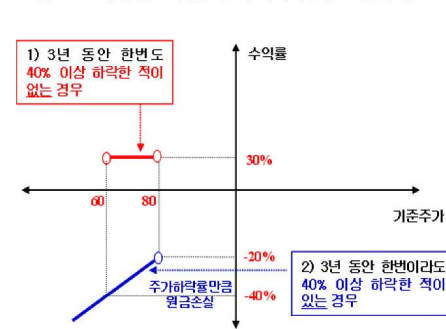 1) 3년 동안 한번도
40% 이상 하락한 적이
없는 경우
수익률
30%
60
80
기준주가
-20%
-40%
주가하락률만큼
원금손실
2) 3년 동안 한번이라도
40% 이상 하락한 적이
있는 경우